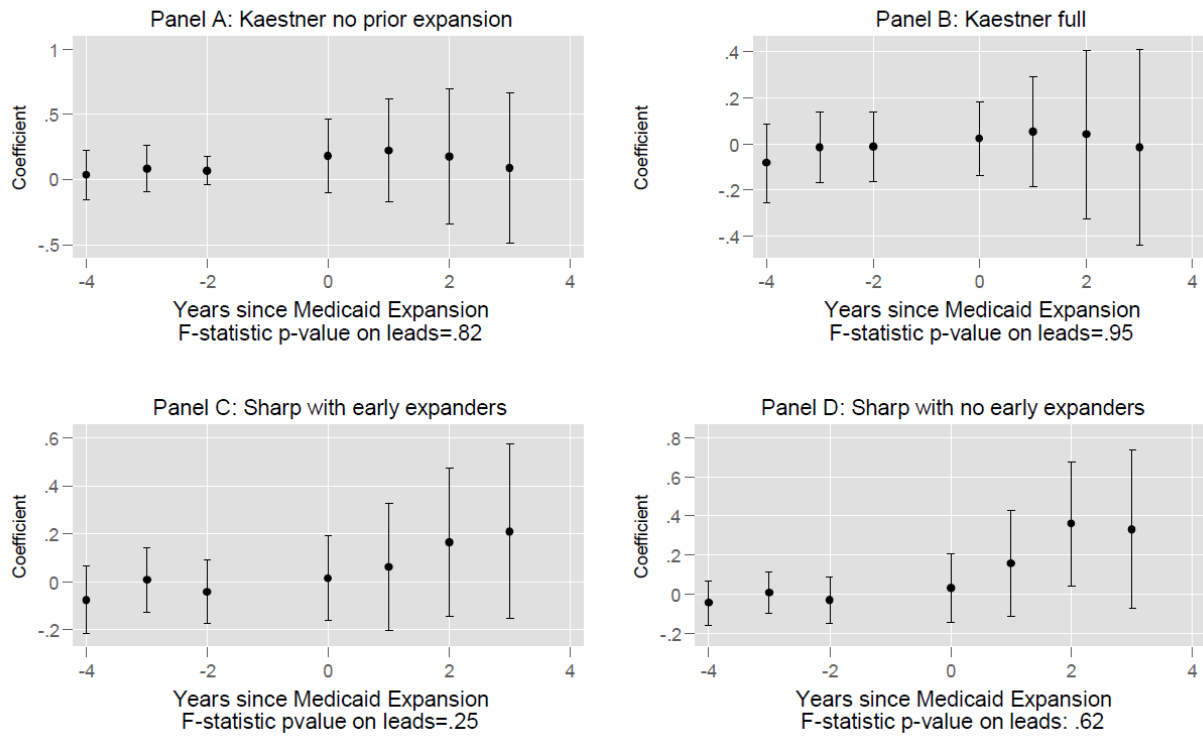 Panel A: Kaestner no prior expansion
1
.5
0
-.5
Coefficient
-4 -2 0 2 4
Years since Medicaid Expansion
F-statistic p-value on leads=.82
Panel B: Kaestner full
.4
.2
0
-.2
-.4
Coefficient
-4 -2 0 2 4
Years since Medicaid Expansion
F-statistic p-value on leads=.95
Panel C: Sharp with early expanders
.6
.4
.2
0
-.2
Coefficient
-4 -2 0 2 4
Years since Medicaid Expansion
F-statistic pvalue on leads=.25
Panel D: Sharp with no early expanders
.8
.6
.4
.2
0
-.2
Coefficient
-4 -2 0 2 4
Years since Medicaid Expansion
F-statistic p-value on leads: .62